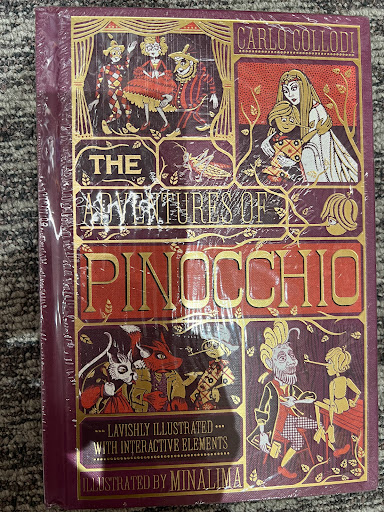 CARLO COLLODI
THE
ADVENTURES OF
PINOCCHIO
LAVISHLY ILLUSTRATED
WITH INTERACTIVE ELEMENTS
ILLUSTRATED BY MINALIMA